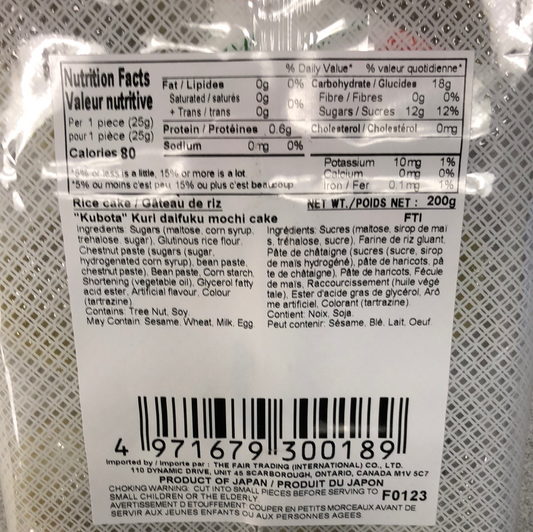 % Daily Value* % valeur quotidienne*
Nutrition Facts
Valeur nutritive
Per 1 piece (25g)
pour 1 pièce (25g)
Calories 80
Fat / Lipides 0g 0%
Saturated / saturés 0g
+ Trans / trans 0g 0%
Protein / Protéines 0.6g
Sodium 0mg 0%
Carbohydrate / Glucides 18g
Fibre / Fibres 0g 0%
Sugars / Sucres 12g 12%
Cholesterol / Cholestérol 0mg
Potassium 10mg 1%
Calcium 0mg 0%
Iron / Fer 0.1mg 1%
*5% or less is a little, 15% or more is a lot
*5% ou moins c'est peu 15% ou plus c'est beaucoup
Rice cake / Gâteau de riz NET WT./POIDS NET : 200g
"Kubota" Kuri daifuku mochi cake FTI
Ingredients: Sugars (maltose, corn syrup,
trehalose, sugar), Glutinous rice flour,
Chestnut paste (sugars (sugar,
hydrogenated corn syrup), bean paste,
chestnut paste), Bean paste, Corn starch,
Shortening (vegetable oil), Glycerol fatty
acid ester, Artificial flavour, Colour
(tartrazine)
Contains: Tree Nut, Soy
May Contain: Sesame, Wheat, Milk, Egg
Ingrédients: Sucres (maltose, sirop de maï
s, tréhalose, sucre), Farine de riz gluant,
Pâte de châtaigne (sucres (sucre, sirop
de maïs hydrogéné), pâte de haricots, pâ
te de châtaigne), Pâte de haricots, Fécule
de maïs, Raccourcissement (huile végé
tale), Ester d'acide gras de glycérol, Arô
me artificiel, Colorant (tartrazine)
Contient: Noix, Soja
Peut contenir: Sésame, Blé, Lait, Oeuf
4 971679 300189
Imported by / Importe par : THE FAIR TRADING (INTERNATIONAL) CO., LTD.
110 DYNAMIC DRIVE, UNIT 45 SCARBOROUGH, ONTARIO, CANADA M1V 5C7
PRODUCT OF JAPAN / PRODUIT DU JAPON
CHOKING WARNING: CUT INTO SMALL PIECES BEFORE SERVING TO
SMALL CHILDREN OR THE ELDERLY F0123
AVERTISSEMENT D'ETOUFFEMENT COUPER EN PETITS MORCEAUX AVANT DE
SERVIR AUX JEUNES ENFANTS OU AUX PERSONNES AGEES